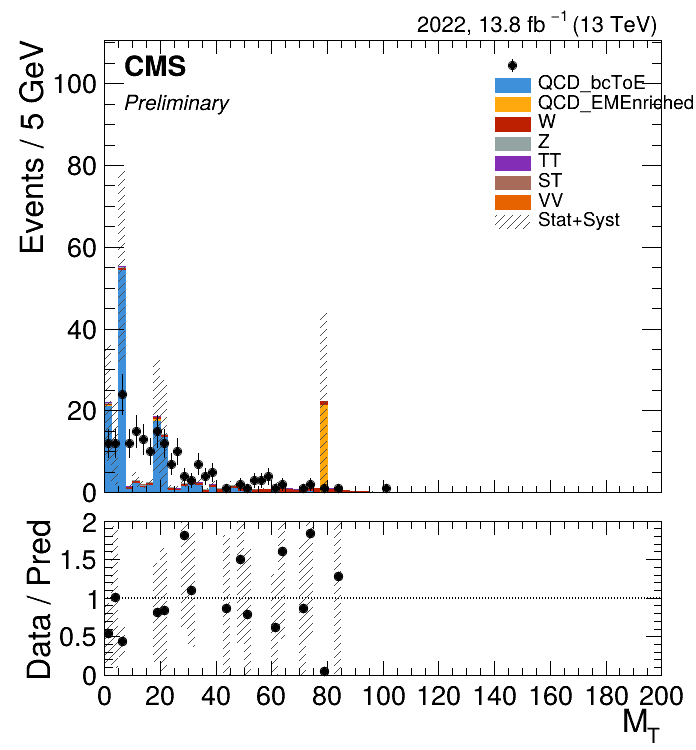 2022, 13.8 fb⁻¹ (13 TeV)
Events / 5 GeV
CMS
Preliminary
QCD_bcToE
QCD_EMEnriched
W
Z
TT
ST
VV
Stat+Syst
100
80
60
40
20
0
Data / Pred
2
1.5
1
0.5
0
0 20 40 60 80 100 120 140 160 180 200
M_T